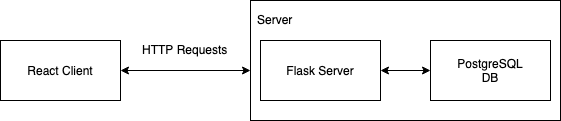 Server
HTTP Requests
React Client
Flask Server
PostgreSQL
DB